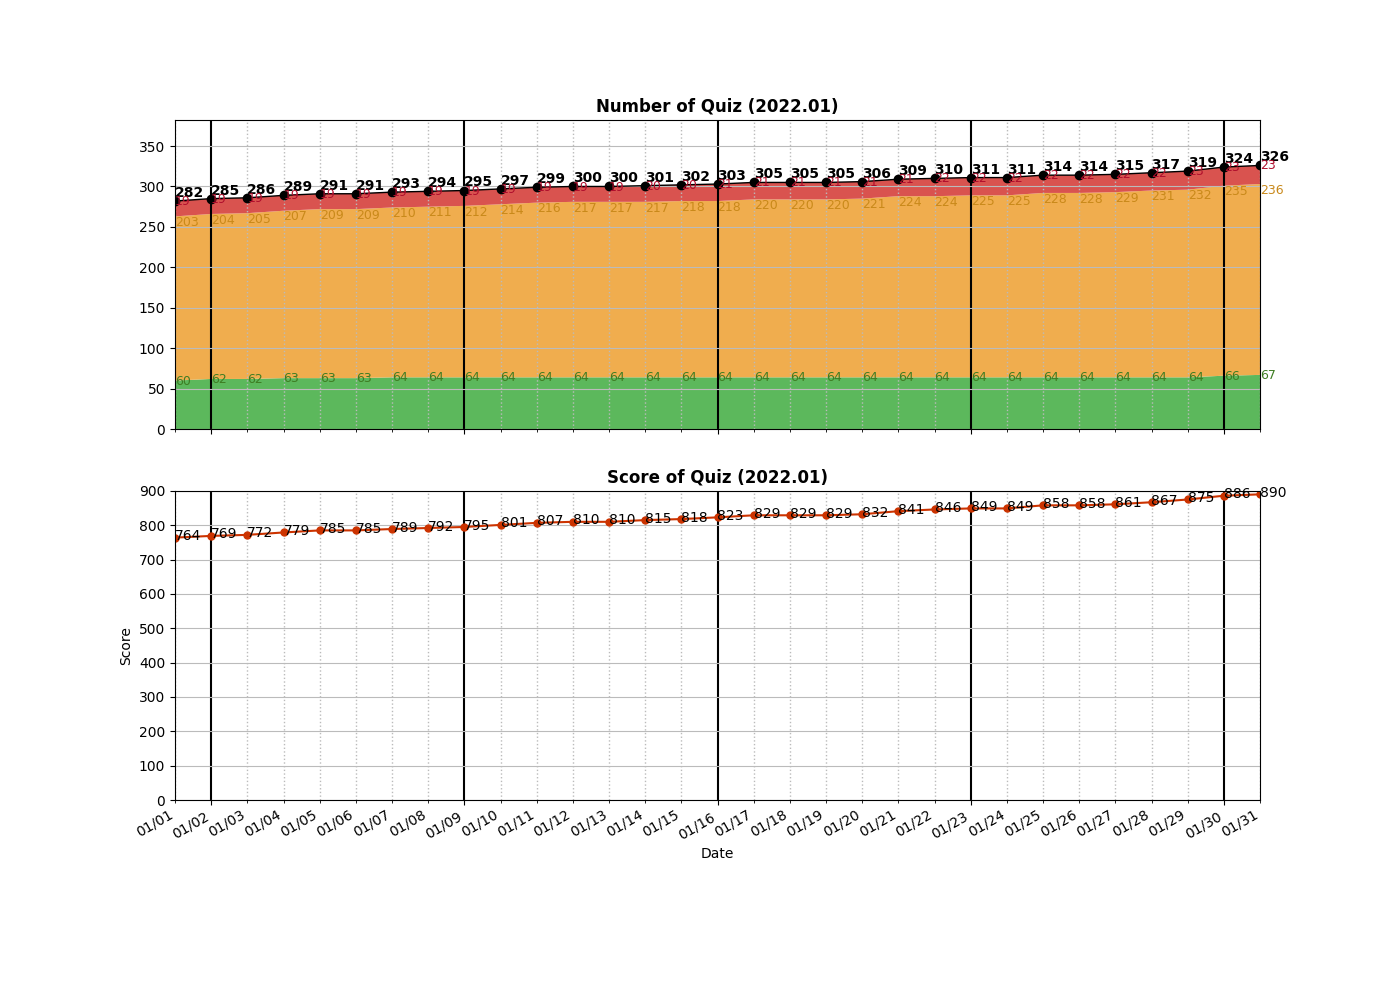 Number of Quiz (2022.01)
350
300
250
200
150
100
50
0
282 285 286 289 291 291 293 294 295 297 299 300 300 301 302 303 305 305 305 306 309 310 311 311 314 314 315 317 319 324 326
23
203 204 205 207 209 209 210 211 212 214 216 217 217 217 218 218 220 220 220 221 224 224 225 225 228 228 229 231 232 235 236
60 62 62 63 63 63 64 64 64 64 64 64 64 64 64 64 64 64 64 64 64 64 64 64 64 64 64 64 64 66 67
Score of Quiz (2022.01)
900
800
700
600
500
400
300
200
100
0
764 769 772 779 785 785 789 792 795 801 807 810 810 815 818 823 829 829 829 832 841 846 849 849 858 858 861 867 875 886 890
Score
01/01 01/02 01/03 01/04 01/05 01/06 01/07 01/08 01/09 01/10 01/11 01/12 01/13 01/14 01/15 01/16 01/17 01/18 01/19 01/20 01/21 01/22 01/23 01/24 01/25 01/26 01/27 01/28 01/29 01/30 01/31
Date